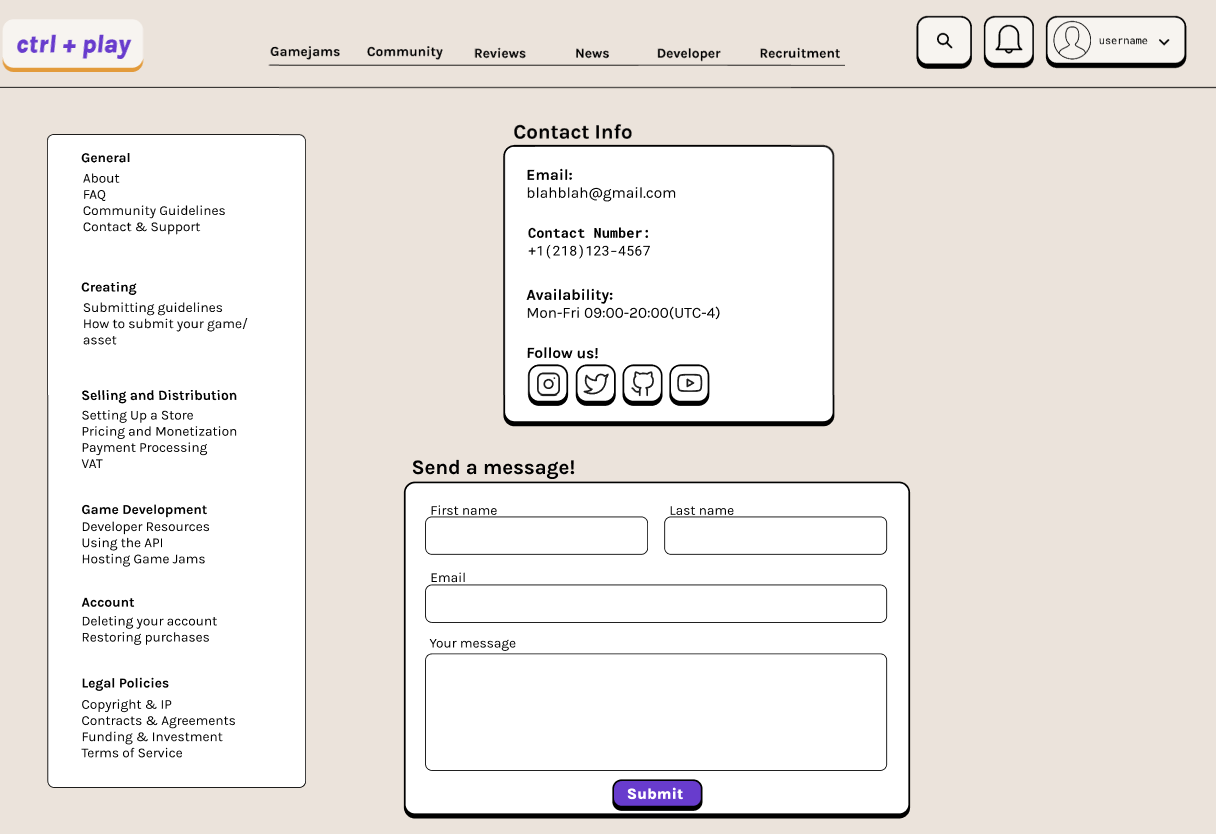 ctrl + play
Gamejams
Community
Reviews
News
Developer
Recruitment
username
General
About
FAQ
Community Guidelines
Contact & Support
Creating
Submitting guidelines
How to submit your game/
asset
Selling and Distribution
Setting Up a Store
Pricing and Monetization
Payment Processing
VAT
Game Development
Developer Resources
Using the API
Hosting Game Jams
Account
Deleting your account
Restoring purchases
Legal Policies
Copyright & IP
Contracts & Agreements
Funding & Investment
Terms of Service
Contact Info
Email:
blahblah@gmail.com
Contact Number:
+1(218)123-4567
Availability:
Mon-Fri 09:00-20:00(UTC-4)
Follow us!
Send a message!
First name
Last name
Email
Your message
Submit